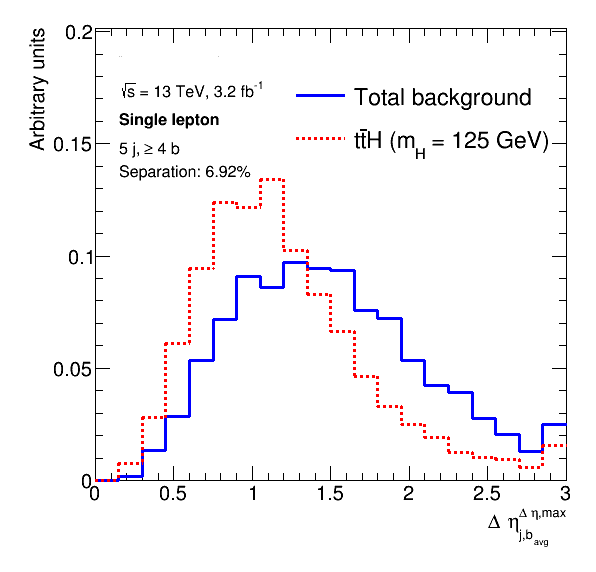 Arbitrary units
0.2
0.15
0.1
0.05
0
√s = 13 TeV, 3.2 fb⁻¹
Single lepton
5 j, ≥ 4 b
Separation: 6.92%
Total background
tt̄H (m_H = 125 GeV)
0 0.5 1 1.5 2 2.5 3
Δ η^{Δ η,max}_{j,b_{avg}}